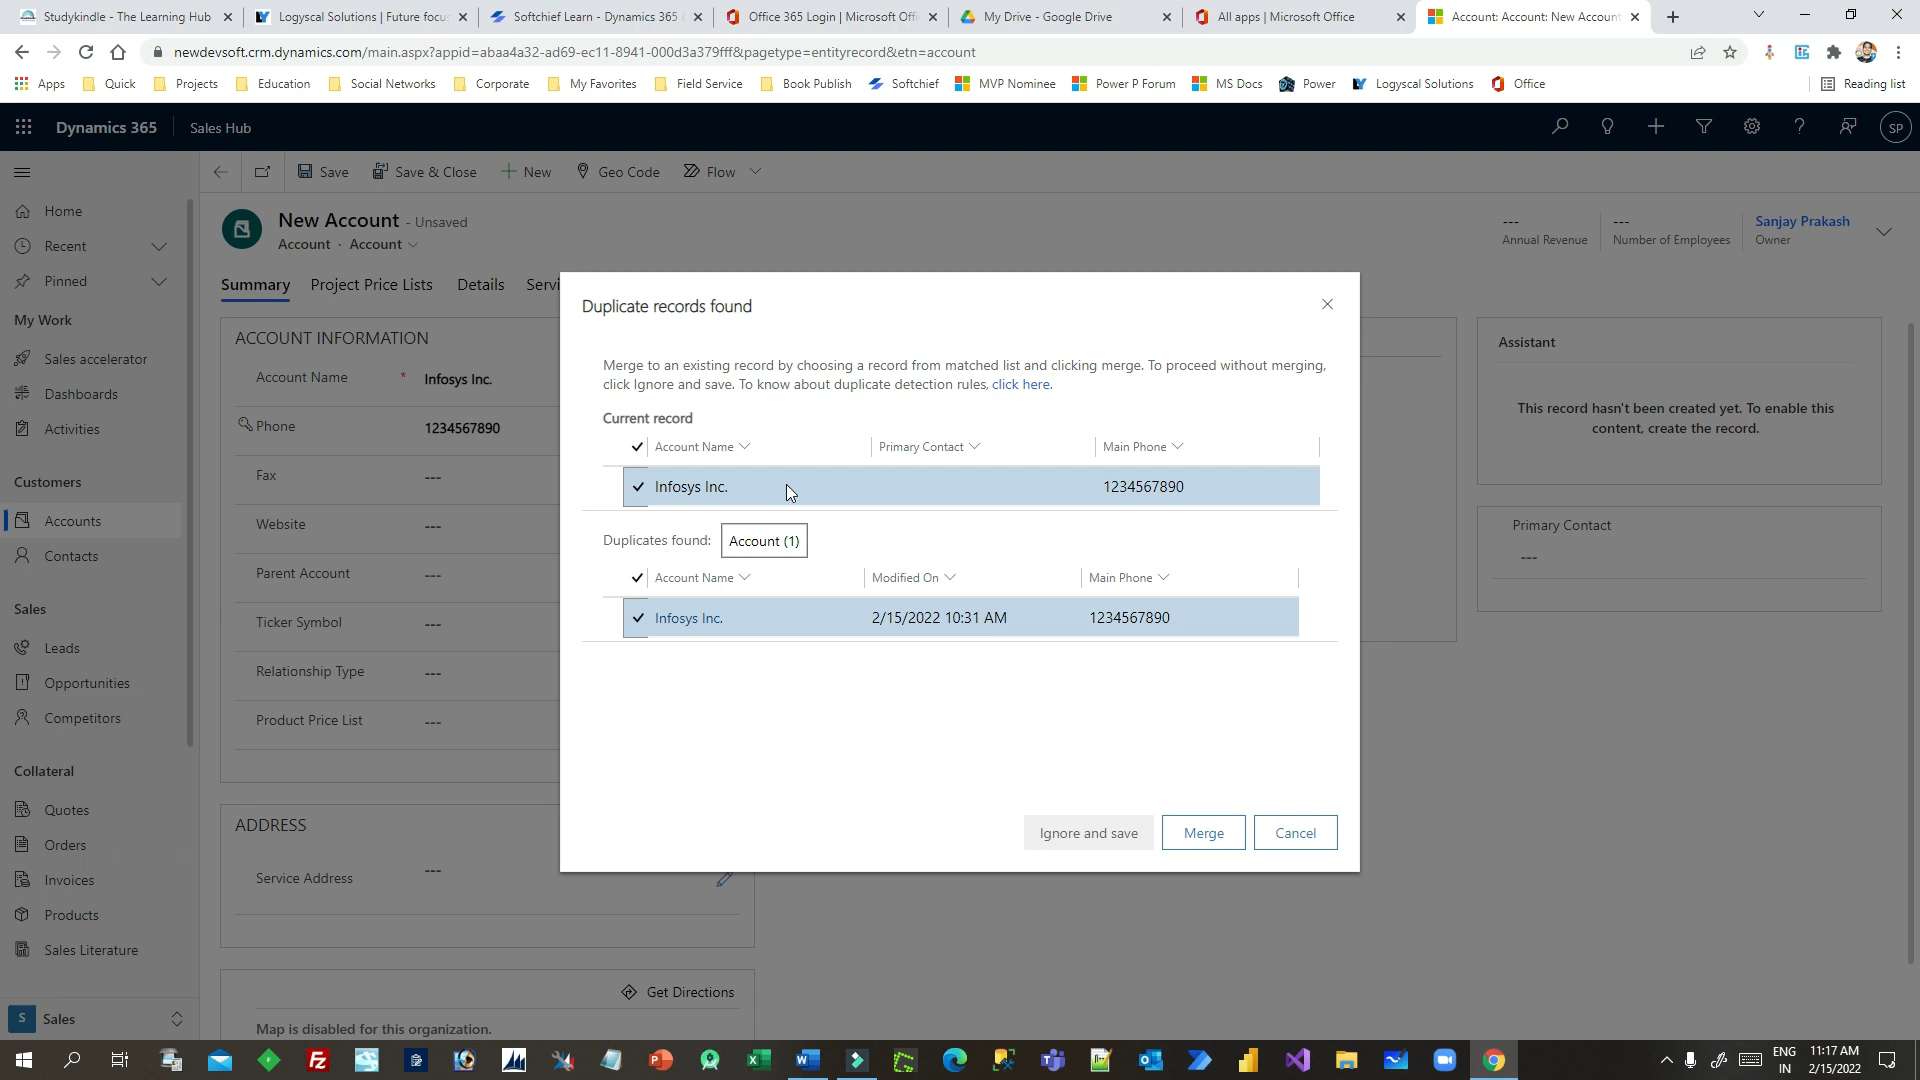 Studykindle - The Learning Hub
Logyscal Solutions | Future focu
Softchief Learn - Dynamics 365 &
Office 365 Login | Microsoft Offi
My Drive - Google Drive
All apps | Microsoft Office
Account: Account: New Account
newdevsoft.crm.dynamics.com/main.aspx?appid=abaa4a32-ad69-ec11-8941-000d3a379fff&pagetype=entityrecord&etn=account
Apps
Quick
Projects
Education
Social Networks
Corporate
My Favorites
Field Service
Book Publish
Softchief
MVP Nominee
Power P Forum
MS Docs
Power
Logyscal Solutions
Office
Reading list
Dynamics 365
Sales Hub
SP
Save
Save & Close
New
Geo Code
Flow
Home
Recent
Pinned
My Work
Sales accelerator
Dashboards
Activities
Customers
Accounts
Contacts
Sales
Leads
Opportunities
Competitors
Collateral
Quotes
Orders
Invoices
Products
Sales Literature
S Sales
New Account - Unsaved
Account · Account
--- Annual Revenue
--- Number of Employees
Sanjay Prakash
Owner
Summary
Project Price Lists
Details
Servi
ACCOUNT INFORMATION
Account Name * Infosys Inc.
Phone 1234567890
Fax ---
Website ---
Parent Account ---
Ticker Symbol ---
Relationship Type ---
Product Price List ---
ADDRESS
Service Address ---
Get Directions
Map is disabled for this organization.
Duplicate records found
Merge to an existing record by choosing a record from matched list and clicking merge. To proceed without merging,
click Ignore and save. To know about duplicate detection rules, click here.
Current record
Account Name Primary Contact Main Phone
Infosys Inc. 1234567890
Duplicates found: Account (1)
Account Name Modified On Main Phone
Infosys Inc. 2/15/2022 10:31 AM 1234567890
Ignore and save
Merge
Cancel
Assistant
This record hasn't been created yet. To enable this
content, create the record.
Primary Contact
---
ENG
IN
11:17 AM
2/15/2022